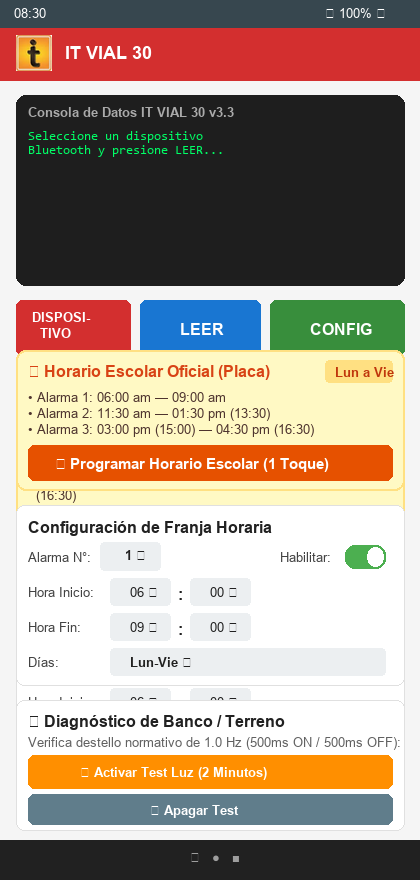 08:30
100%
t IT VIAL 30
Consola de Datos IT VIAL 30 v3.3
Seleccione un dispositivo
Bluetooth y presione LEER...
DISPOSI-
TIVO
LEER
CONFIG
Horario Escolar Oficial (Placa)
Lun a Vie
• Alarma 1: 06:00 am — 09:00 am
• Alarma 2: 11:30 am — 01:30 pm (13:30)
• Alarma 3: 03:00 pm (15:00) — 04:30 pm (16:30)
Programar Horario Escolar (1 Toque)
(16:30)
Configuración de Franja Horaria
Alarma N°: 1
Habilitar:
Hora Inicio: 06 : 00
Hora Fin: 09 : 00
Días: Lun-Vie
Diagnóstico de Banco / Terreno
Verifica destello normativo de 1.0 Hz (500ms ON / 500ms OFF):
Activar Test Luz (2 Minutos)
Apagar Test